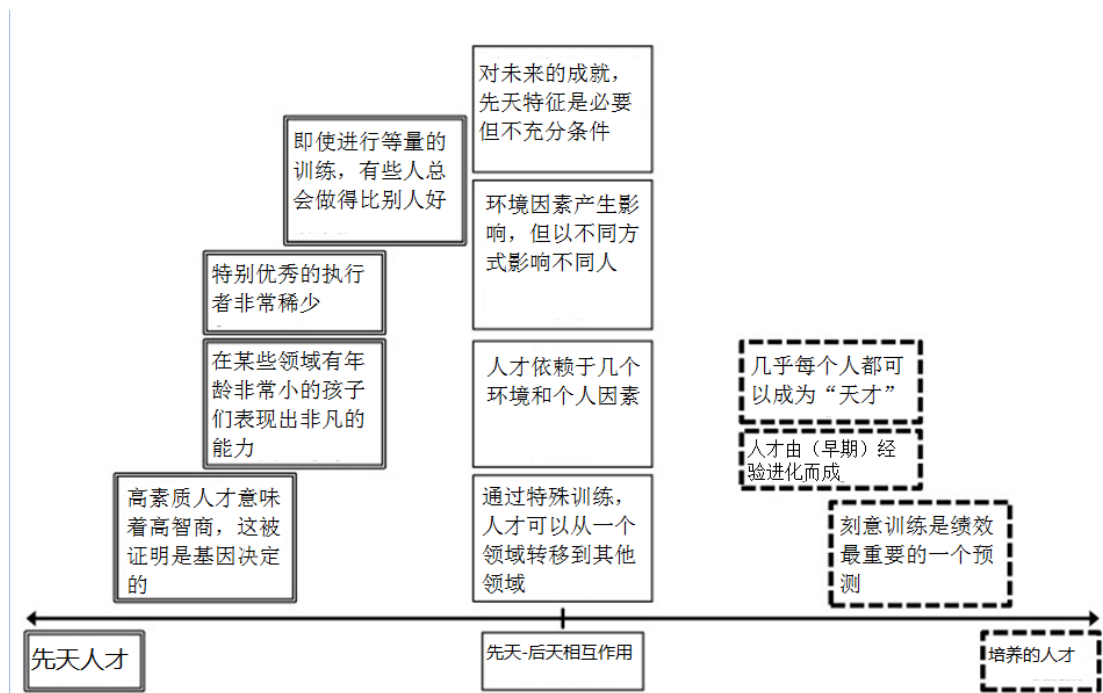 对未来的成就，
先天特征是必要
但不充分条件
即使进行等量的
训练，有些人总
会做得比别人好
环境因素产生影
响，但以不同方
式影响不同人
特别优秀的执行
者非常稀少
在某些领域有年
龄非常小的孩子
们表现出非凡的
能力
人才依赖于几个
环境和个人因素
几乎每个人都可
以成为“天才”
人才由（早期）经
验进化而成
高素质人才意味
着高智商，这被
证明是基因决定
的
通过特殊训练，
人才可以从一个
领域转移到其他
领域
刻意训练是绩效
最重要的一个预
测
先天人才
先天-后天相互作用
培养的人才